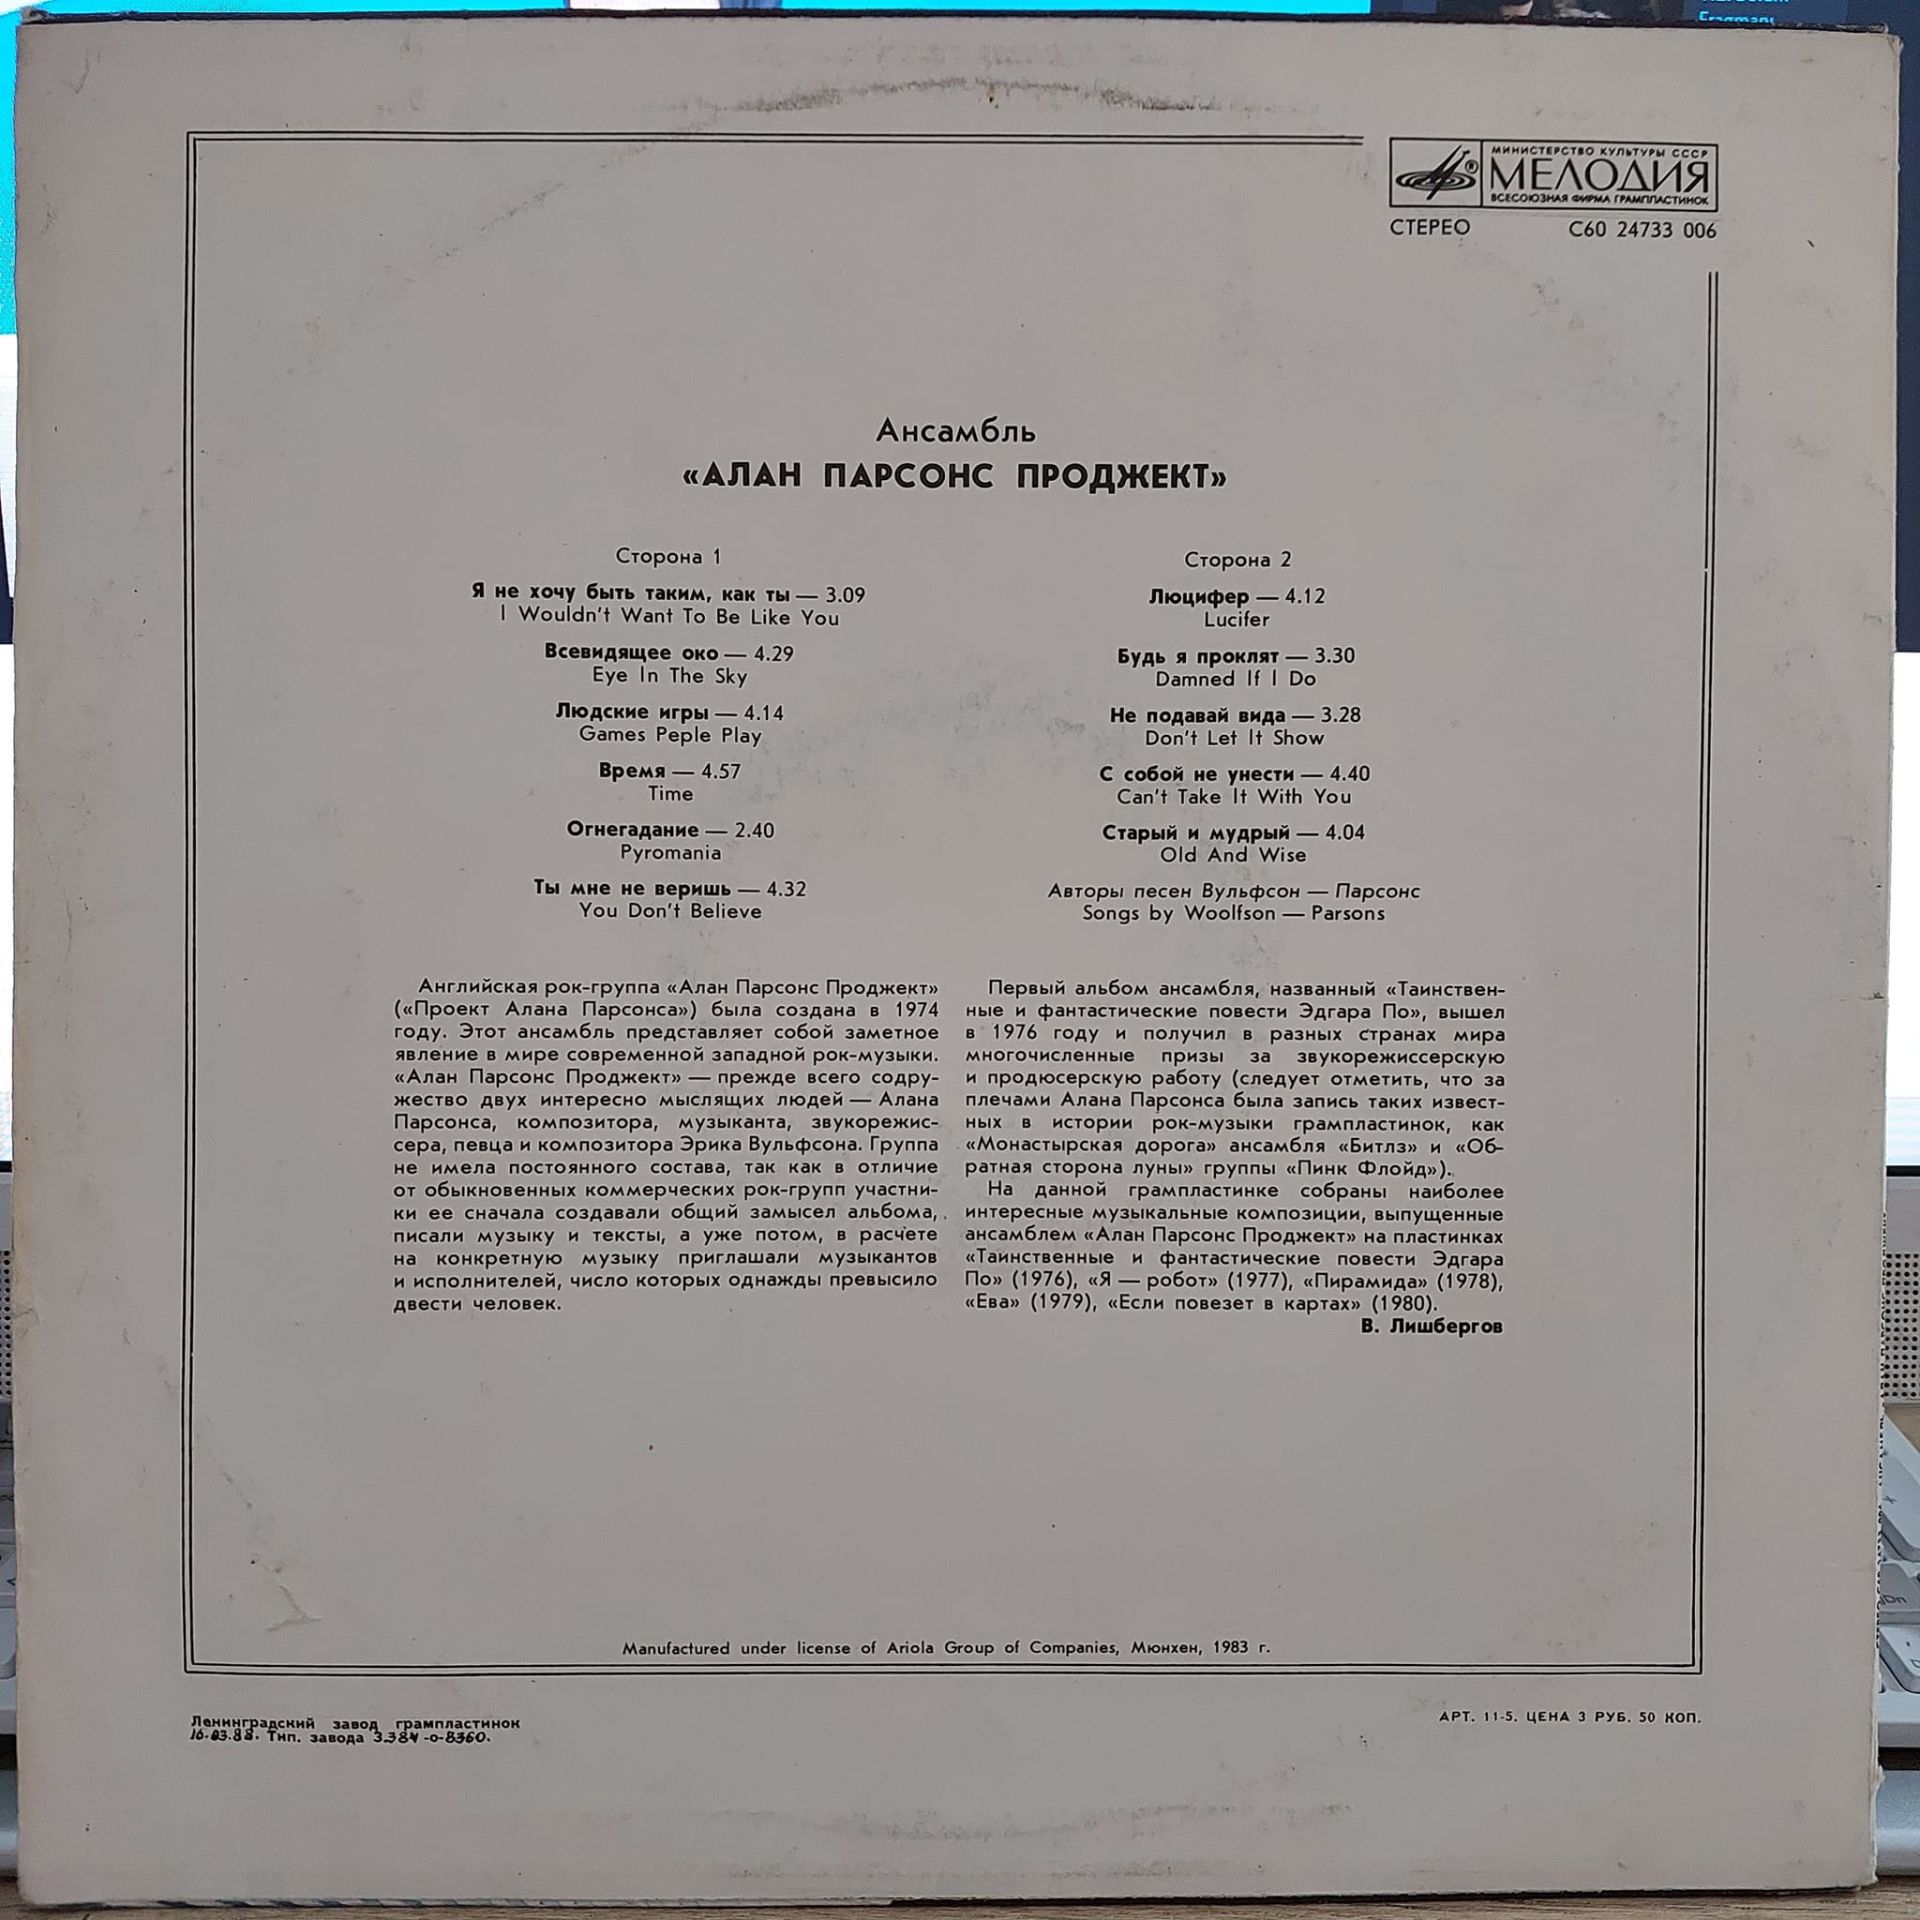 МИНИСТЕРСТВО КУЛЬТУРЫ СССР
МЕЛОДИЯ
ВСЕСОЮЗНАЯ ФИРМА ГРАМПЛАСТИНОК
СТЕРЕО С60 24733 006
Ансамбль
«АЛАН ПАРСОНС ПРОДЖЕКТ»
Сторона 1
Я не хочу быть таким, как ты — 3.09
I Wouldn't Want To Be Like You
Всевидящее око — 4.29
Eye In The Sky
Людские игры — 4.14
Games Peple Play
Время — 4.57
Time
Огнегадание — 2.40
Pyromania
Ты мне не веришь — 4.32
You Don't Believe
Сторона 2
Люцифер — 4.12
Lucifer
Будь я проклят — 3.30
Damned If I Do
Не подавай вида — 3.28
Don't Let It Show
С собой не унести — 4.40
Can't Take It With You
Старый и мудрый — 4.04
Old And Wise
Авторы песен Вульфсон — Парсонс
Songs by Woolfson — Parsons
Английская рок-группа «Алан Парсонс Проджект»
(«Проект Алана Парсонса») была создана в 1974
году. Этот ансамбль представляет собой заметное
явление в мире современной западной рок-музыки.
«Алан Парсонс Проджект» — прежде всего содру-
жество двух интересно мыслящих людей — Алана
Парсонса, композитора, музыканта, звукорежис-
сера, певца и композитора Эрика Вульфсона. Группа
не имела постоянного состава, так как в отличие
от обыкновенных коммерческих рок-групп участни-
ки ее сначала создавали общий замысел альбома,
писали музыку и тексты, а уже потом, в расчете
на конкретную музыку приглашали музыкантов
и исполнителей, число которых однажды превысило
двести человек.
Первый альбом ансамбля, названный «Таинствен-
ные и фантастические повести Эдгара По», вышел
в 1976 году и получил в разных странах мира
многочисленные призы за звукорежиссерскую
и продюсерскую работу (следует отметить, что за
плечами Алана Парсонса была запись таких извест-
ных в истории рок-музыки грампластинок, как
«Монастырская дорога» ансамбля «Битлз» и «Об-
ратная сторона луны» группы «Пинк Флойд»).
На данной грампластинке собраны наиболее
интересные музыкальные композиции, выпущенные
ансамблем «Алан Парсонс Проджект» на пластинках
«Таинственные и фантастические повести Эдгара
По» (1976), «Я — робот» (1977), «Пирамида» (1978),
«Ева» (1979), «Если повезет в картах» (1980).
В. Лишбергов
Manufactured under license of Ariola Group of Companies, Мюнхен, 1983 г.
Ленинградский завод грампластинок
16.03.88. Тип. завода З.384-0-8360.
АРТ. 11-5. ЦЕНА 3 РУБ. 50 КОП.